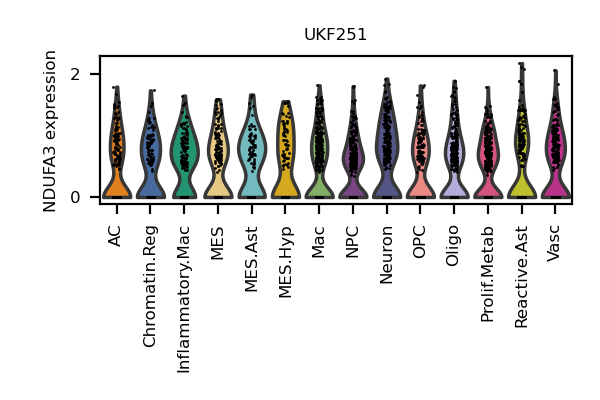 UKF251
NDUFA3 expression
2
0
AC
Chromatin.Reg
Inflammatory.Mac
MES
MES.Ast
MES.Hyp
Mac
NPC
Neuron
OPC
Oligo
Prolif.Metab
Reactive.Ast
Vasc